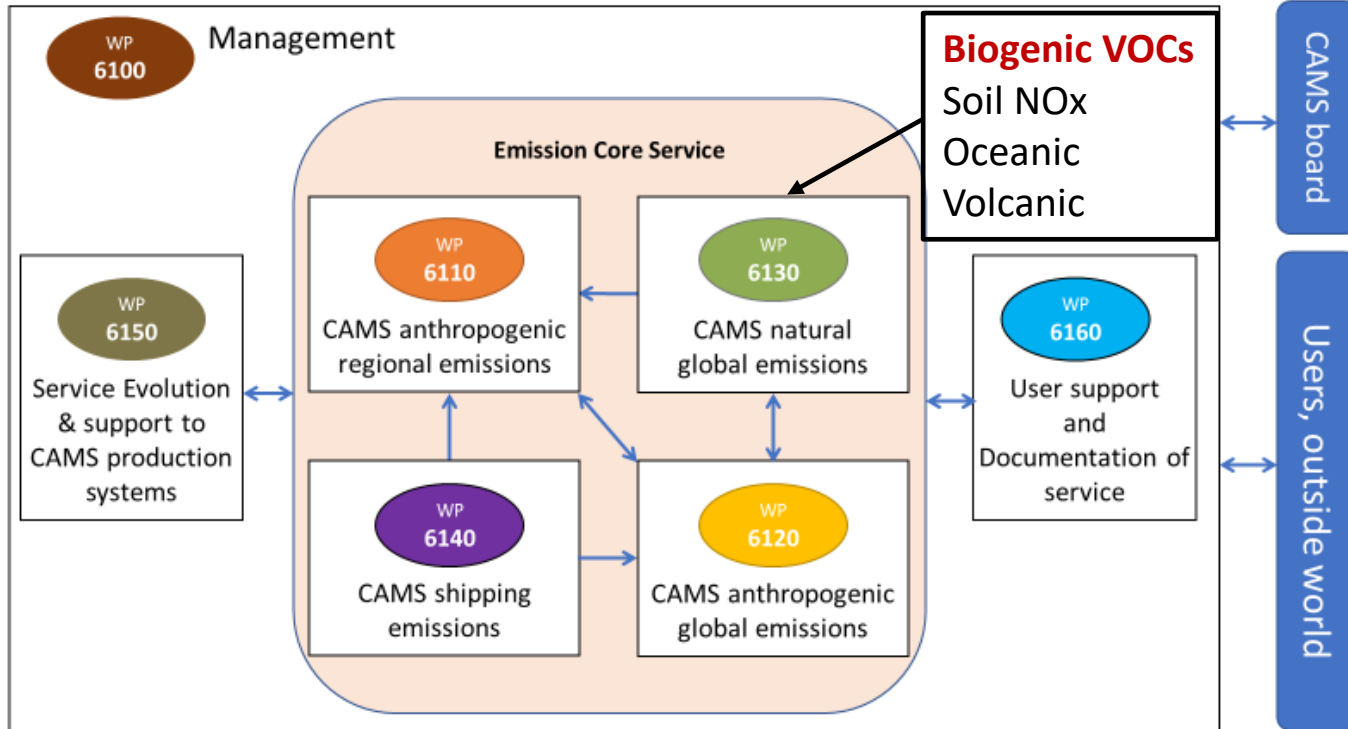 WP
6100
Management
Biogenic VOCs
Soil NOx
Oceanic
Volcanic
CAMS board
Emission Core Service
WP
6110
CAMS anthropogenic
regional emissions
WP
6130
CAMS natural
global emissions
WP
6150
Service Evolution
& support to
CAMS production
systems
WP
6160
User support
and
Documentation of
service
WP
6140
CAMS shipping
emissions
WP
6120
CAMS anthropogenic
global emissions
Users, outside world